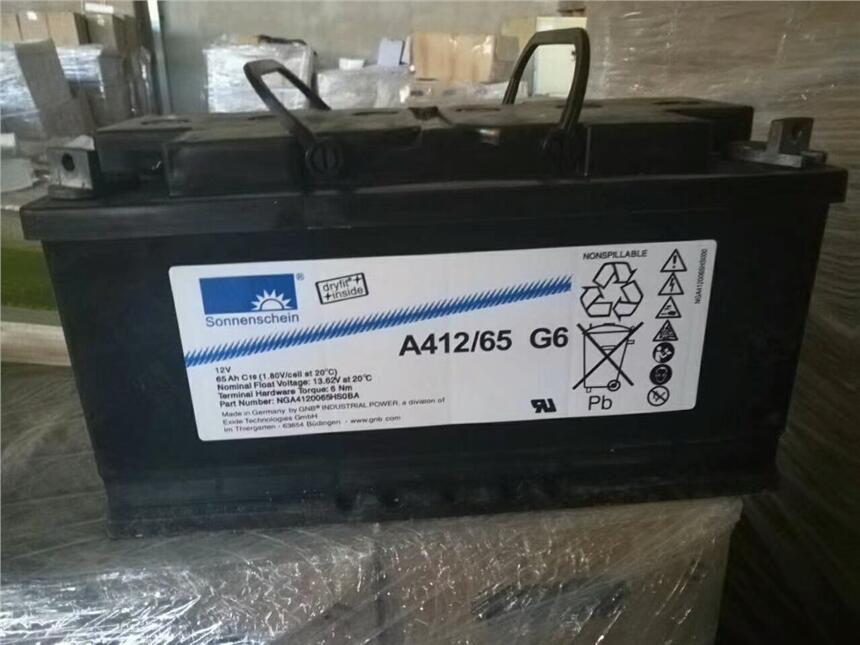 Sonnenschein
®
dryfit
inside
A412/65 G6
12V
65 Ah C10 (1.80V/cell at 20°C)
Nominal Float Voltage: 13.62V at 20°C
Terminal Hardware Torque: 6 Nm
Part Number: NGA4120065HS0BA
Made in Germany by GNB® INDUSTRIAL POWER, a division of
Exide Technologies GmbH
Im Thiergarten - 63654 Büdingen - www.gnb.com
NONSPILLABLE
Pb
NGA4120065HS000